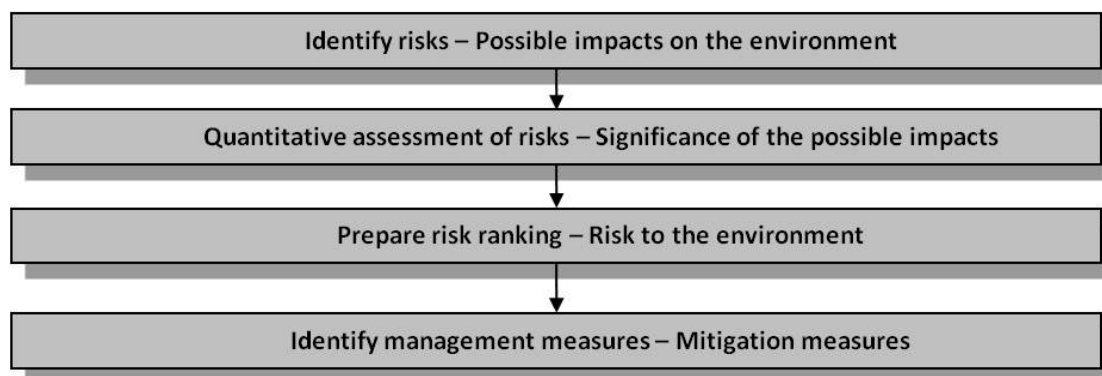 Identify risks – Possible impacts on the environment
Quantitative assessment of risks – Significance of the possible impacts
Prepare risk ranking – Risk to the environment
Identify management measures – Mitigation measures